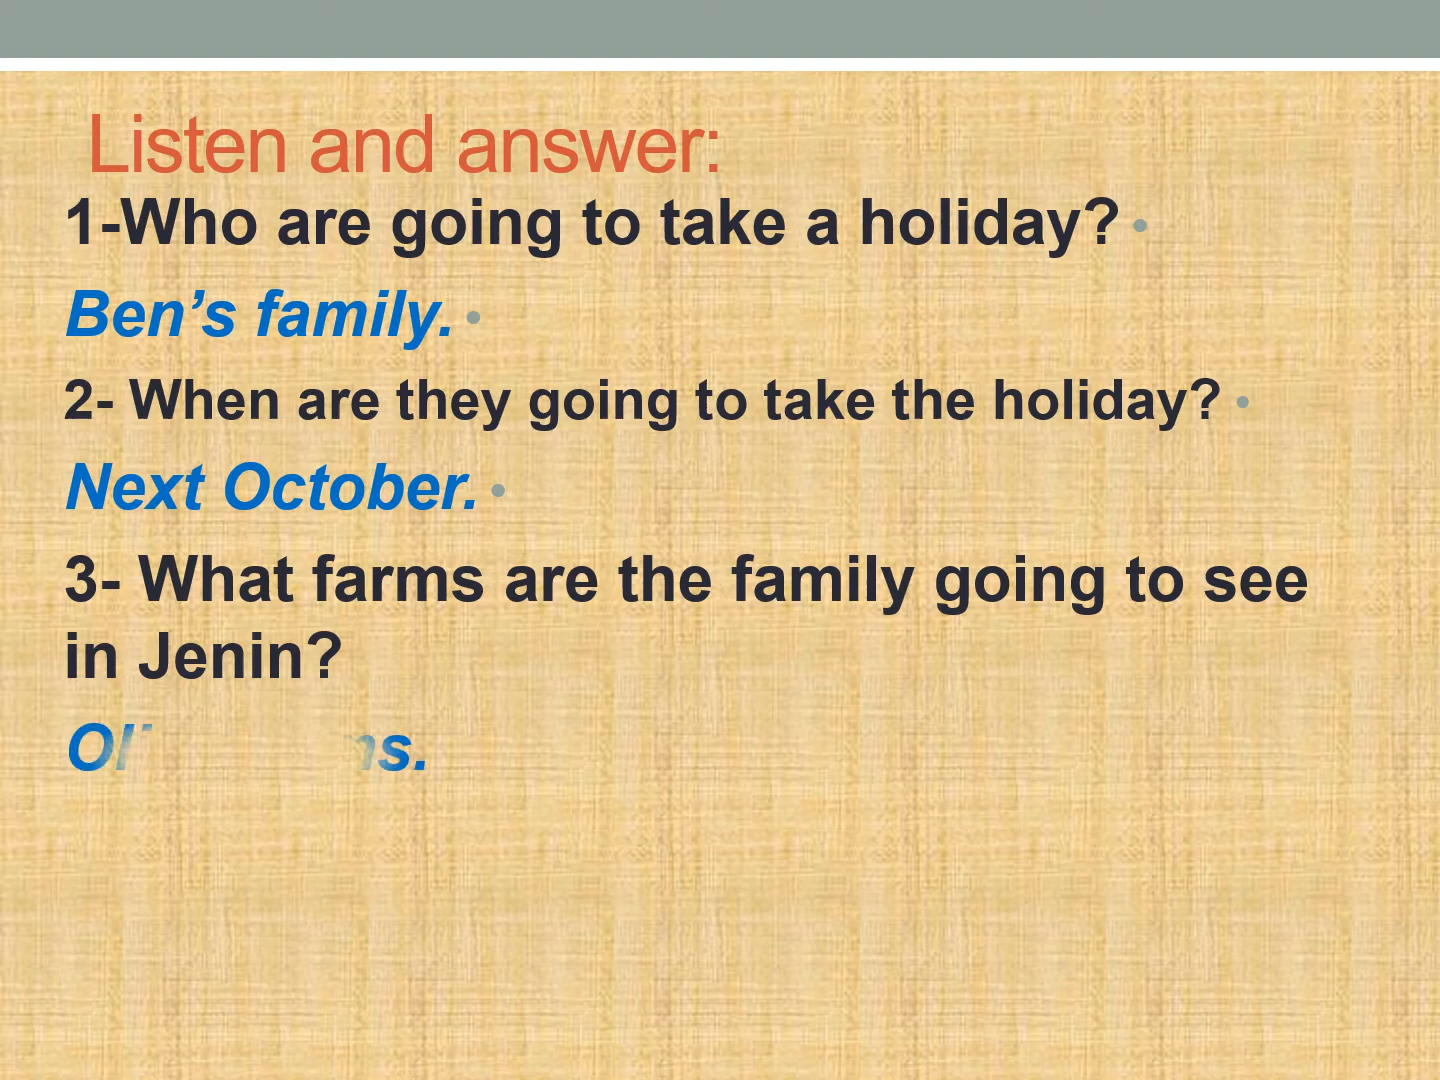 Listen and answer:
1-Who are going to take a holiday?
Ben’s family.
2- When are they going to take the holiday?
Next October.
3- What farms are the family going to see
in Jenin?